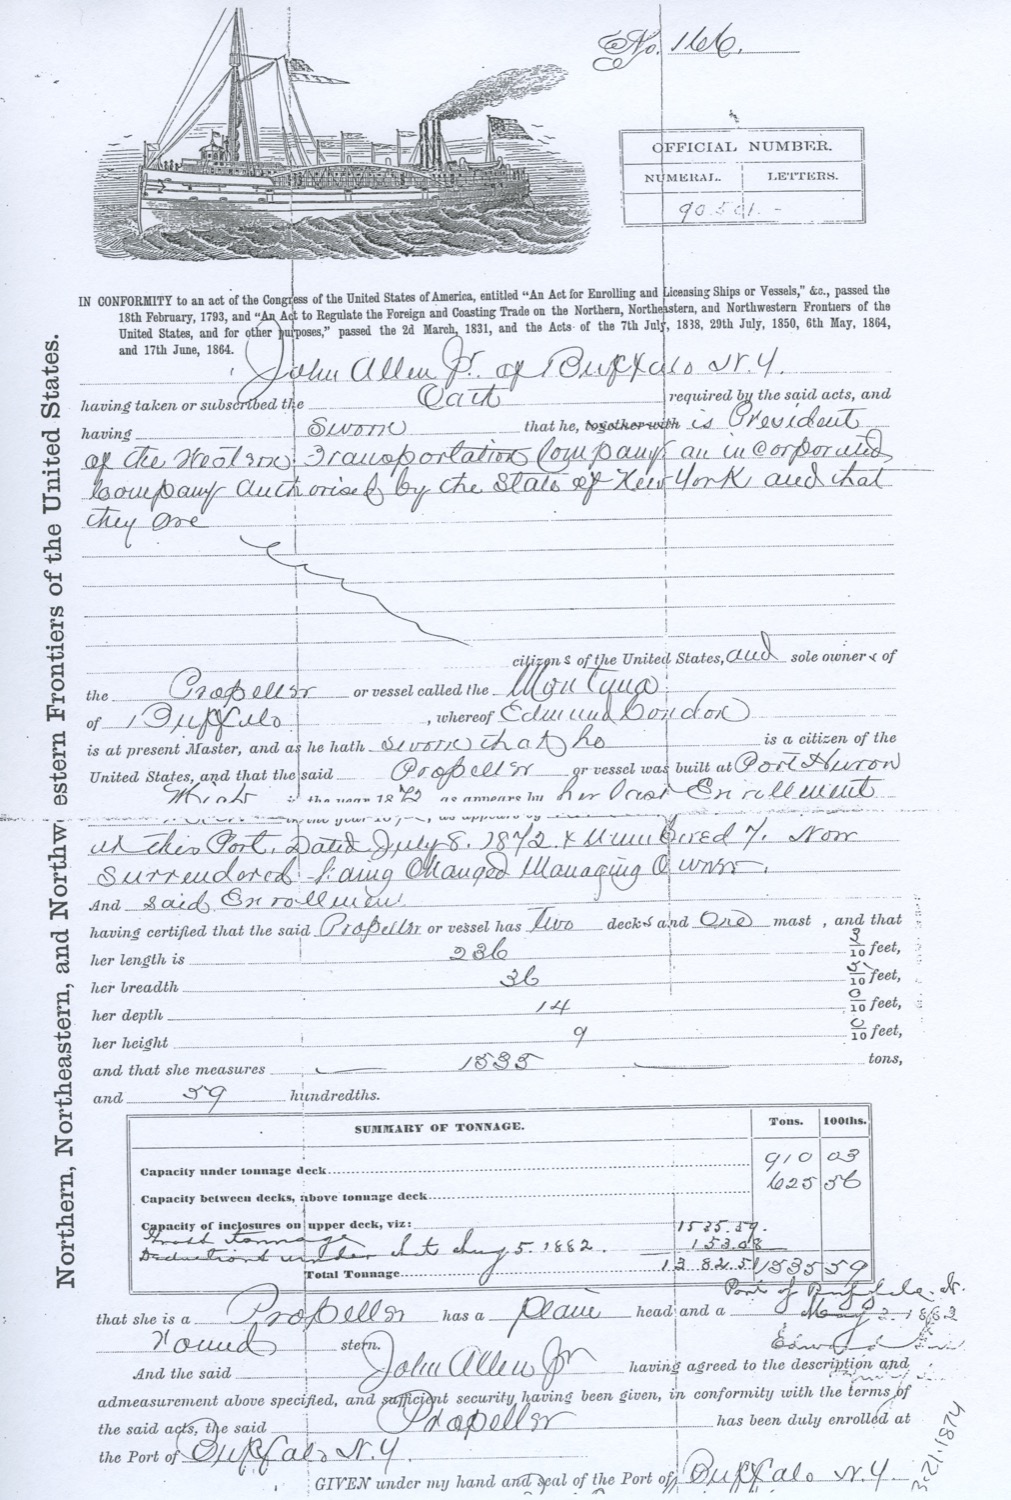 No. 166.
OFFICIAL NUMBER.
NUMERAL. LETTERS.
90.501.-
IN CONFORMITY to an act of the Congress of the United States of America, entitled "An Act for Enrolling and Licensing Ships or Vessels," &c., passed the
18th February, 1793, and "An Act to Regulate the Foreign and Coasting Trade on the Northern, Northeastern, and Northwestern Frontiers of the
United States, and for other purposes," passed the 2d March, 1831, and the Acts of the 7th July, 1838, 29th July, 1850, 6th May, 1864,
and 17th June, 1864.
John Allen Jr. of Buffalo N.Y.
having taken or subscribed the Oath required by the said acts, and
having Sworn that he, together with is President
of the Western Transportation Company an incorporated
Company authorised by the State of New York and that
they are
citizens of the United States, and sole owners of
the Propeller or vessel called the Montana
of Buffalo, whereof Edmund Condon
is at present Master, and as he hath sworn that he is a citizen of the
United States, and that the said Propeller or vessel was built at Port Huron
Mich in the year 1872 as appears by her last Enrollment
at this Port. Dated July 8. 1872 & Numbered 7. Now
Surrendered being Changed Managing Owner.
And said Enrollment
having certified that the said Propeller or vessel has Two decks and One mast, and that
her length is 236 3/10 feet,
her breadth 36 5/10 feet,
her depth 14 0/10 feet,
her height 9 0/10 feet,
and that she measures 1535 tons,
and 59 hundredths.
SUMMARY OF TONNAGE. Tons. 100ths.
Capacity under tonnage deck 910 03
Capacity between decks, above tonnage deck 625 56
Capacity of inclosures on upper deck, viz: 1535.59.
Gross tonnage
Deductions under Act Aug 5. 1882. 153.08
Total Tonnage 1382.51 1535 59
Port of Buffalo. N.
that she is a Propeller has a plain head and a
Round stern.
And the said John Allen Jr having agreed to the description and
admeasurement above specified, and sufficient security having been given, in conformity with the terms of
the said acts, the said Propeller has been duly enrolled at
the Port of Buffalo N.Y.
GIVEN under my hand and seal of the Port of Buffalo N.Y.
3.21.1874
Northern, Northeastern, and Northwestern Frontiers of the United States.